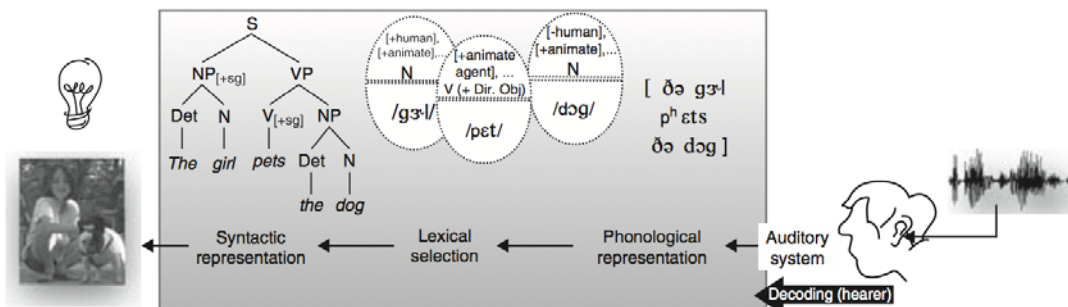 S
NP[+sg] VP
Det N V[+sg] NP
The girl pets Det N
the dog
[+human],
[+animate],...
N
/gɝl/
[+animate
agent], ...
V (+ Dir. Obj)
/pɛt/
[-human],
[+animate],...
N
/dɔg/
[ ðə gɝl
pʰ ɛts
ðə dɔg ]
Syntactic
representation
Lexical
selection
Phonological
representation
Auditory
system
Decoding (hearer)